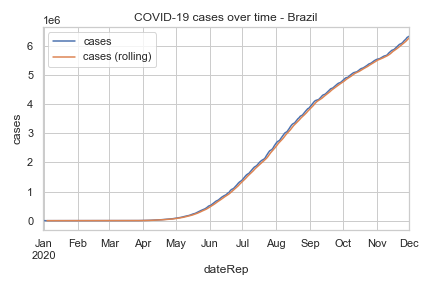 COVID-19 cases over time - Brazil
1e6
cases
cases (rolling)
6
5
4
3
2
1
0
cases
Jan Feb Mar Apr May Jun Jul Aug Sep Oct Nov Dec
2020
dateRep